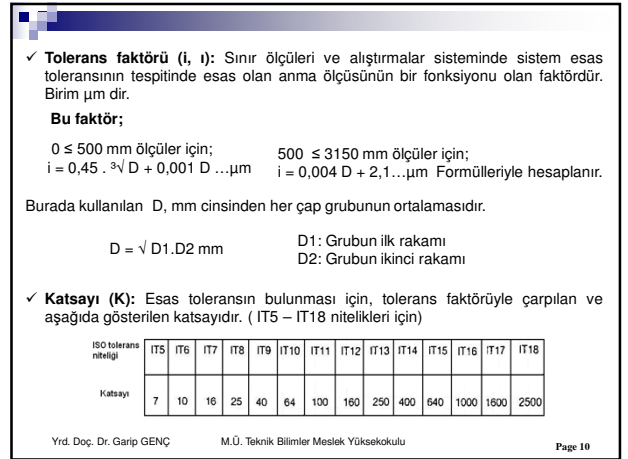 ✓ Tolerans faktörü (i, ı): Sınır ölçüleri ve alıştırmalar sisteminde sistem esas
toleransının tespitinde esas olan anma ölçüsünün bir fonksiyonu olan faktördür.
Birim µm dir.
Bu faktör;
0 ≤ 500 mm ölçüler için;
i = 0,45 . ³√ D + 0,001 D …µm
500 ≤ 3150 mm ölçüler için;
i = 0,004 D + 2,1…µm Formülleriyle hesaplanır.
Burada kullanılan D, mm cinsinden her çap grubunun ortalamasıdır.
D = √ D1.D2 mm
D1: Grubun ilk rakamı
D2: Grubun ikinci rakamı
✓ Katsayı (K): Esas toleransın bulunması için, tolerans faktörüyle çarpılan ve
aşağıda gösterilen katsayıdır. ( IT5 – IT18 nitelikleri için)
ISO tolerans niteliği IT5 IT6 IT7 IT8 IT9 IT10 IT11 IT12 IT13 IT14 IT15 IT16 IT17 IT18
Katsayı 7 10 16 25 40 64 100 160 250 400 640 1000 1600 2500
Yrd. Doç. Dr. Garip GENÇ M.Ü. Teknik Bilimler Meslek Yüksekokulu Page 10